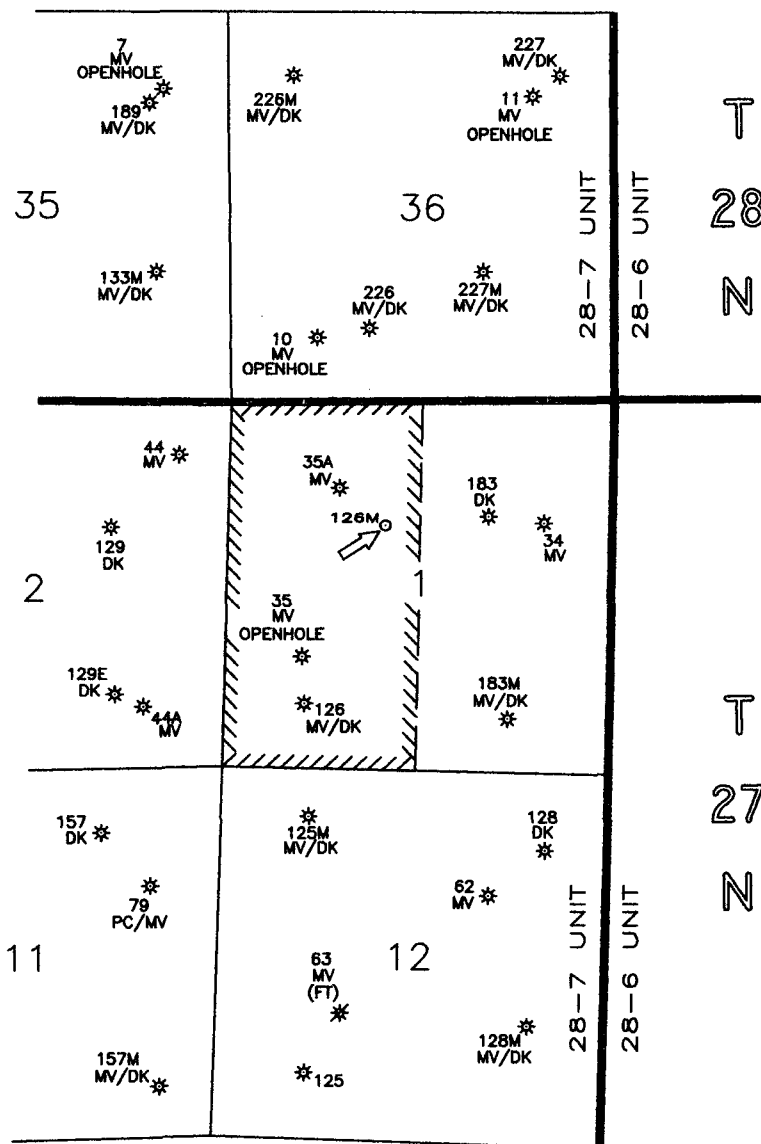 7
MV
OPENHOLE
189
MV/DK
226M
MV/DK
227
MV/DK
11
MV
OPENHOLE
T
28
N
35
36
28-7 UNIT
28-6 UNIT
133M
MV/DK
226
MV/DK
227M
MV/DK
10
MV
OPENHOLE
44
MV
35A
MV
126M
183
DK
34
MV
129
DK
2
1
35
MV
OPENHOLE
129E
DK
44A
MV
126
MV/DK
183M
MV/DK
T
27
N
157
DK
125M
MV/DK
128
DK
79
PC/MV
62
MV
11
12
63
MV
(FT)
28-7 UNIT
28-6 UNIT
157M
MV/DK
125
128M
MV/DK